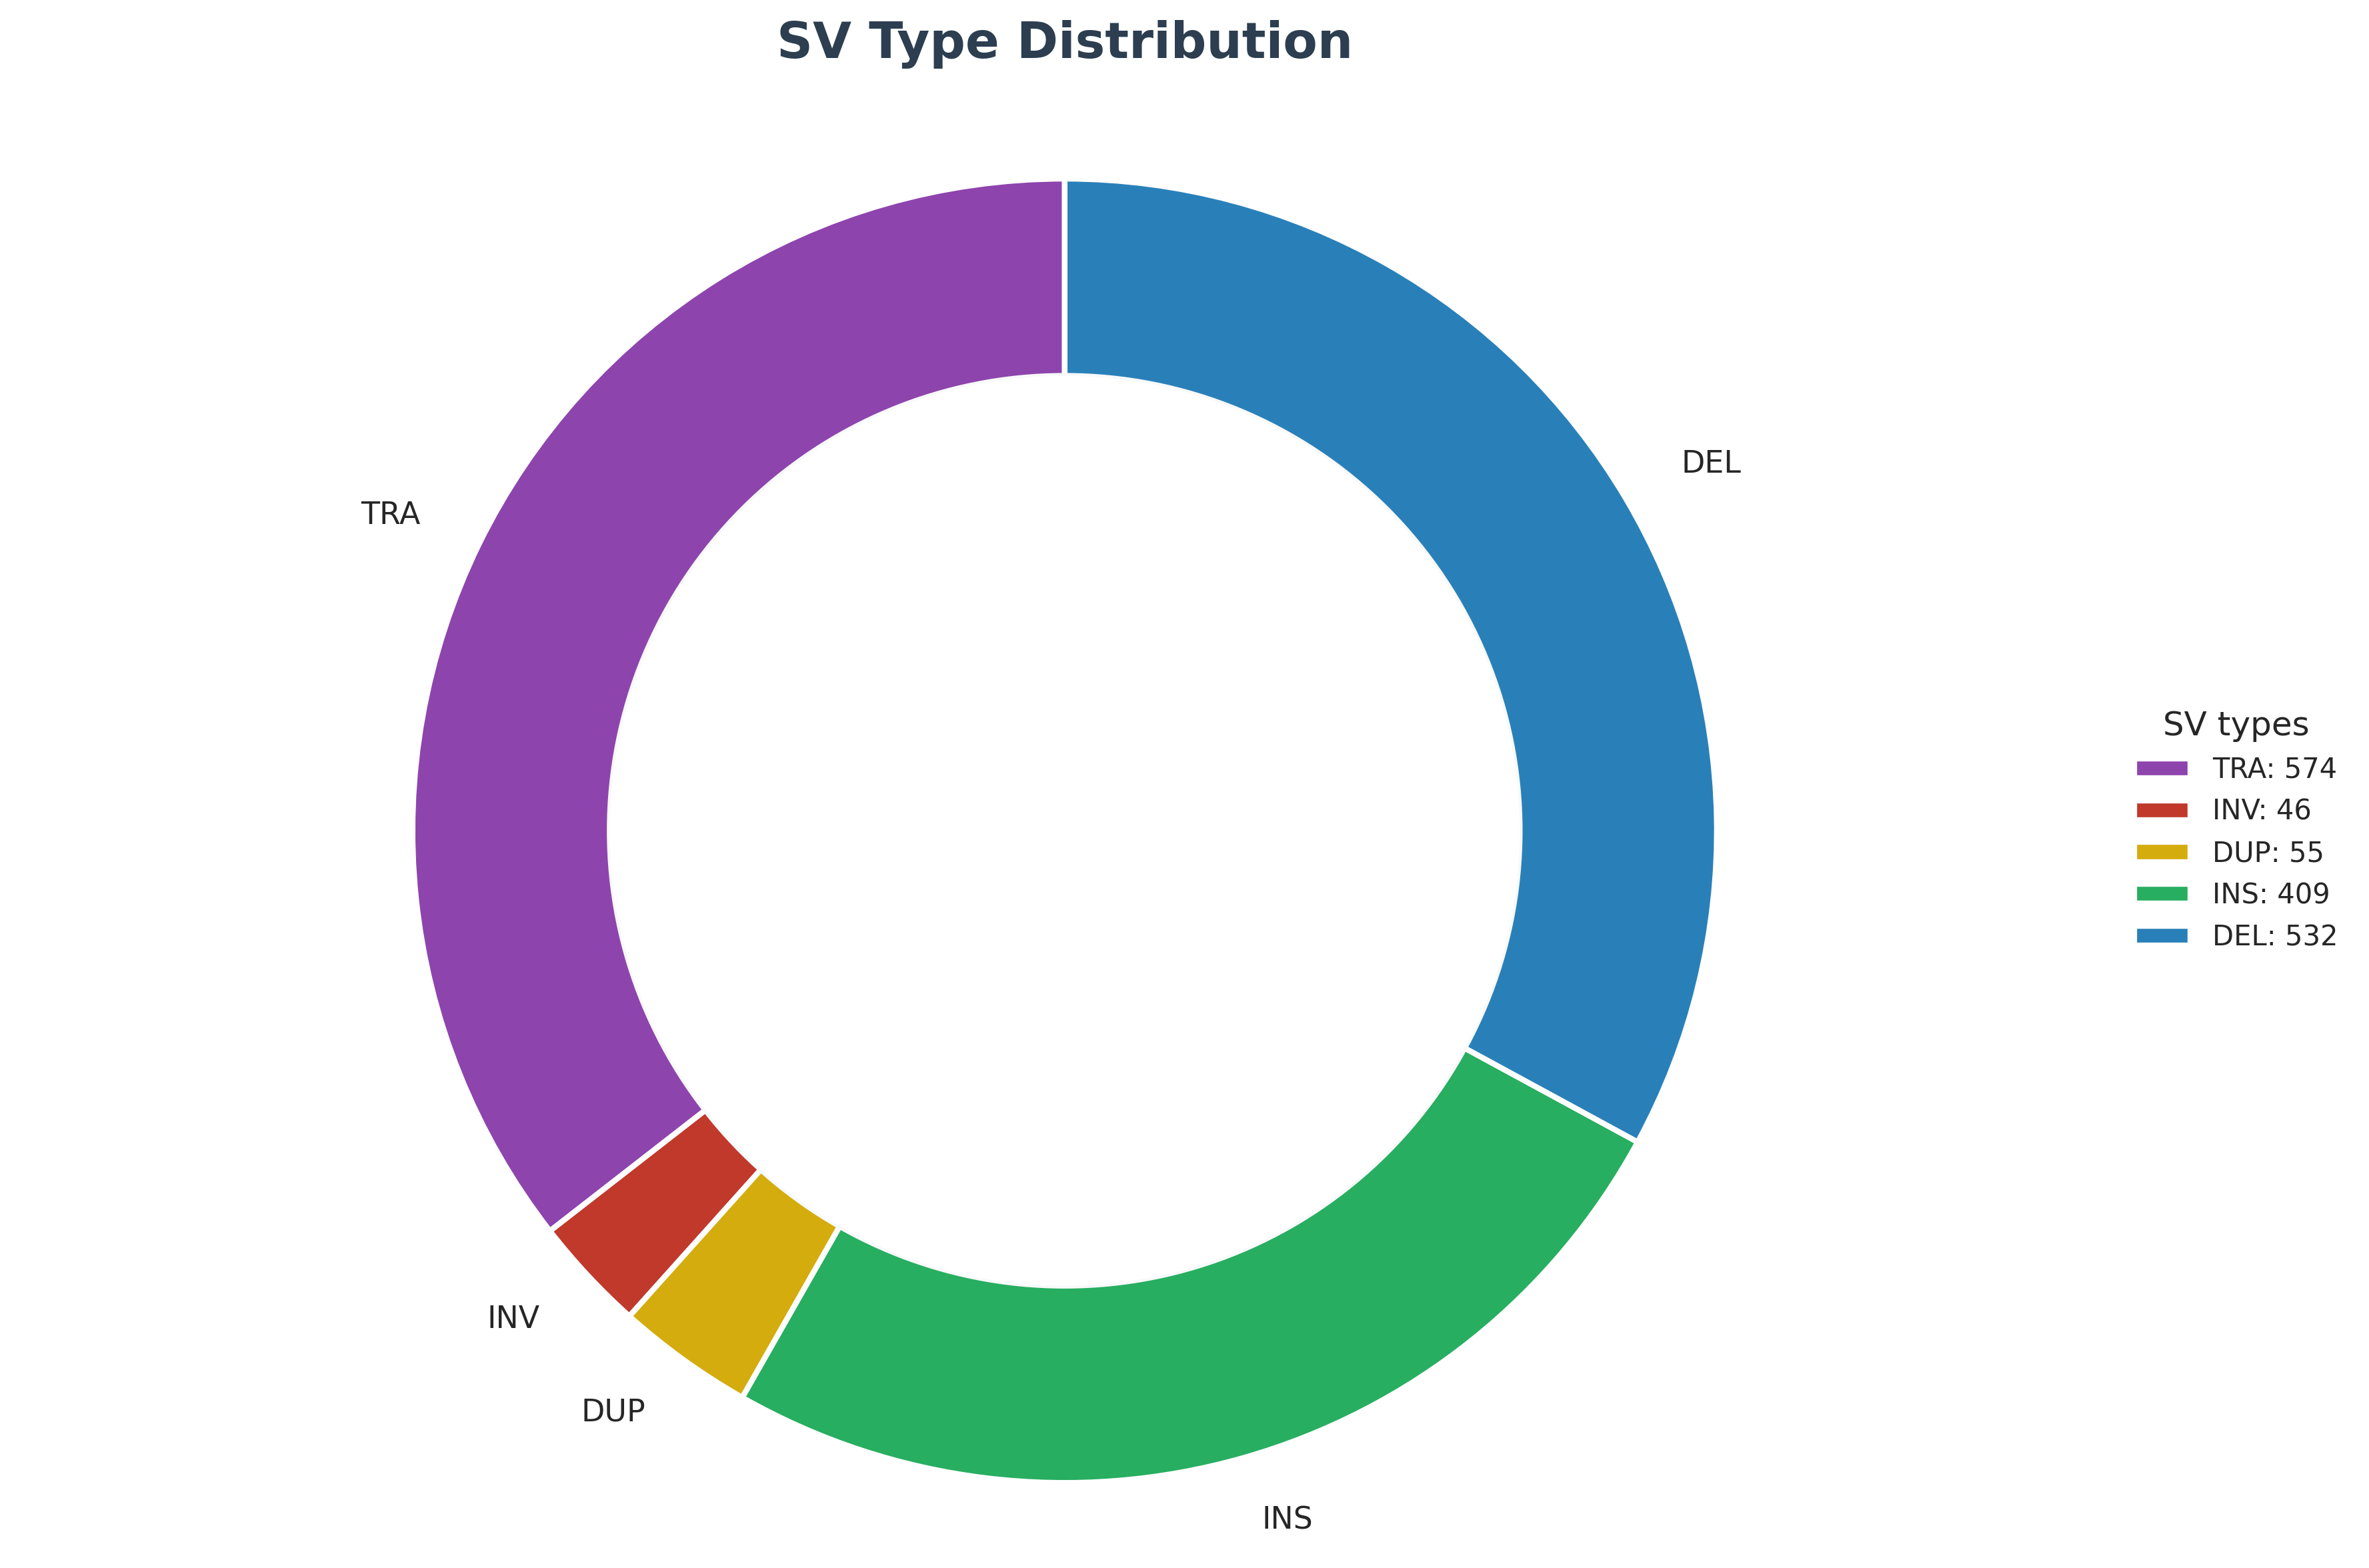 SV Type Distribution
DEL
TRA
SV types
TRA: 574
INV: 46
DUP: 55
INS: 409
DEL: 532
INV
DUP
INS